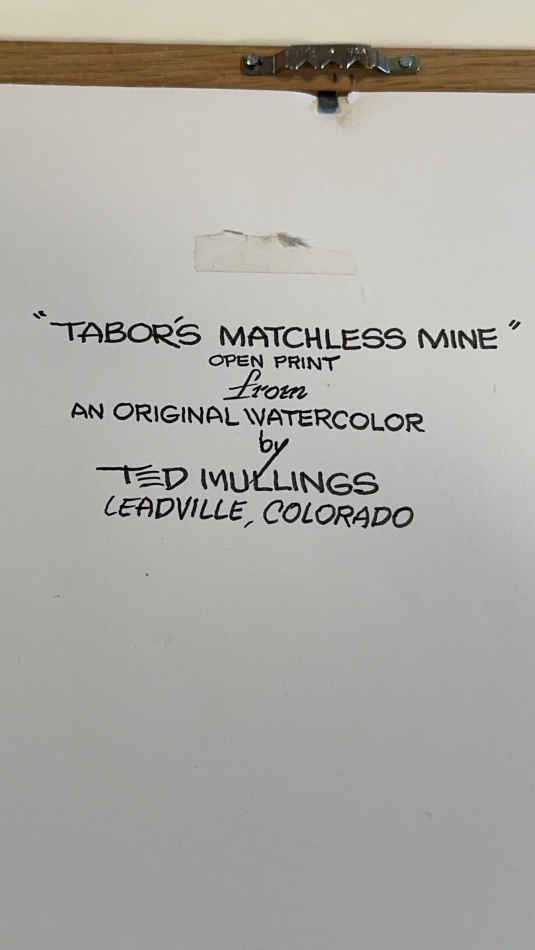 "TABOR'S MATCHLESS MINE"
OPEN PRINT
from
AN ORIGINAL WATERCOLOR
by
TED MULLINGS
LEADVILLE, COLORADO